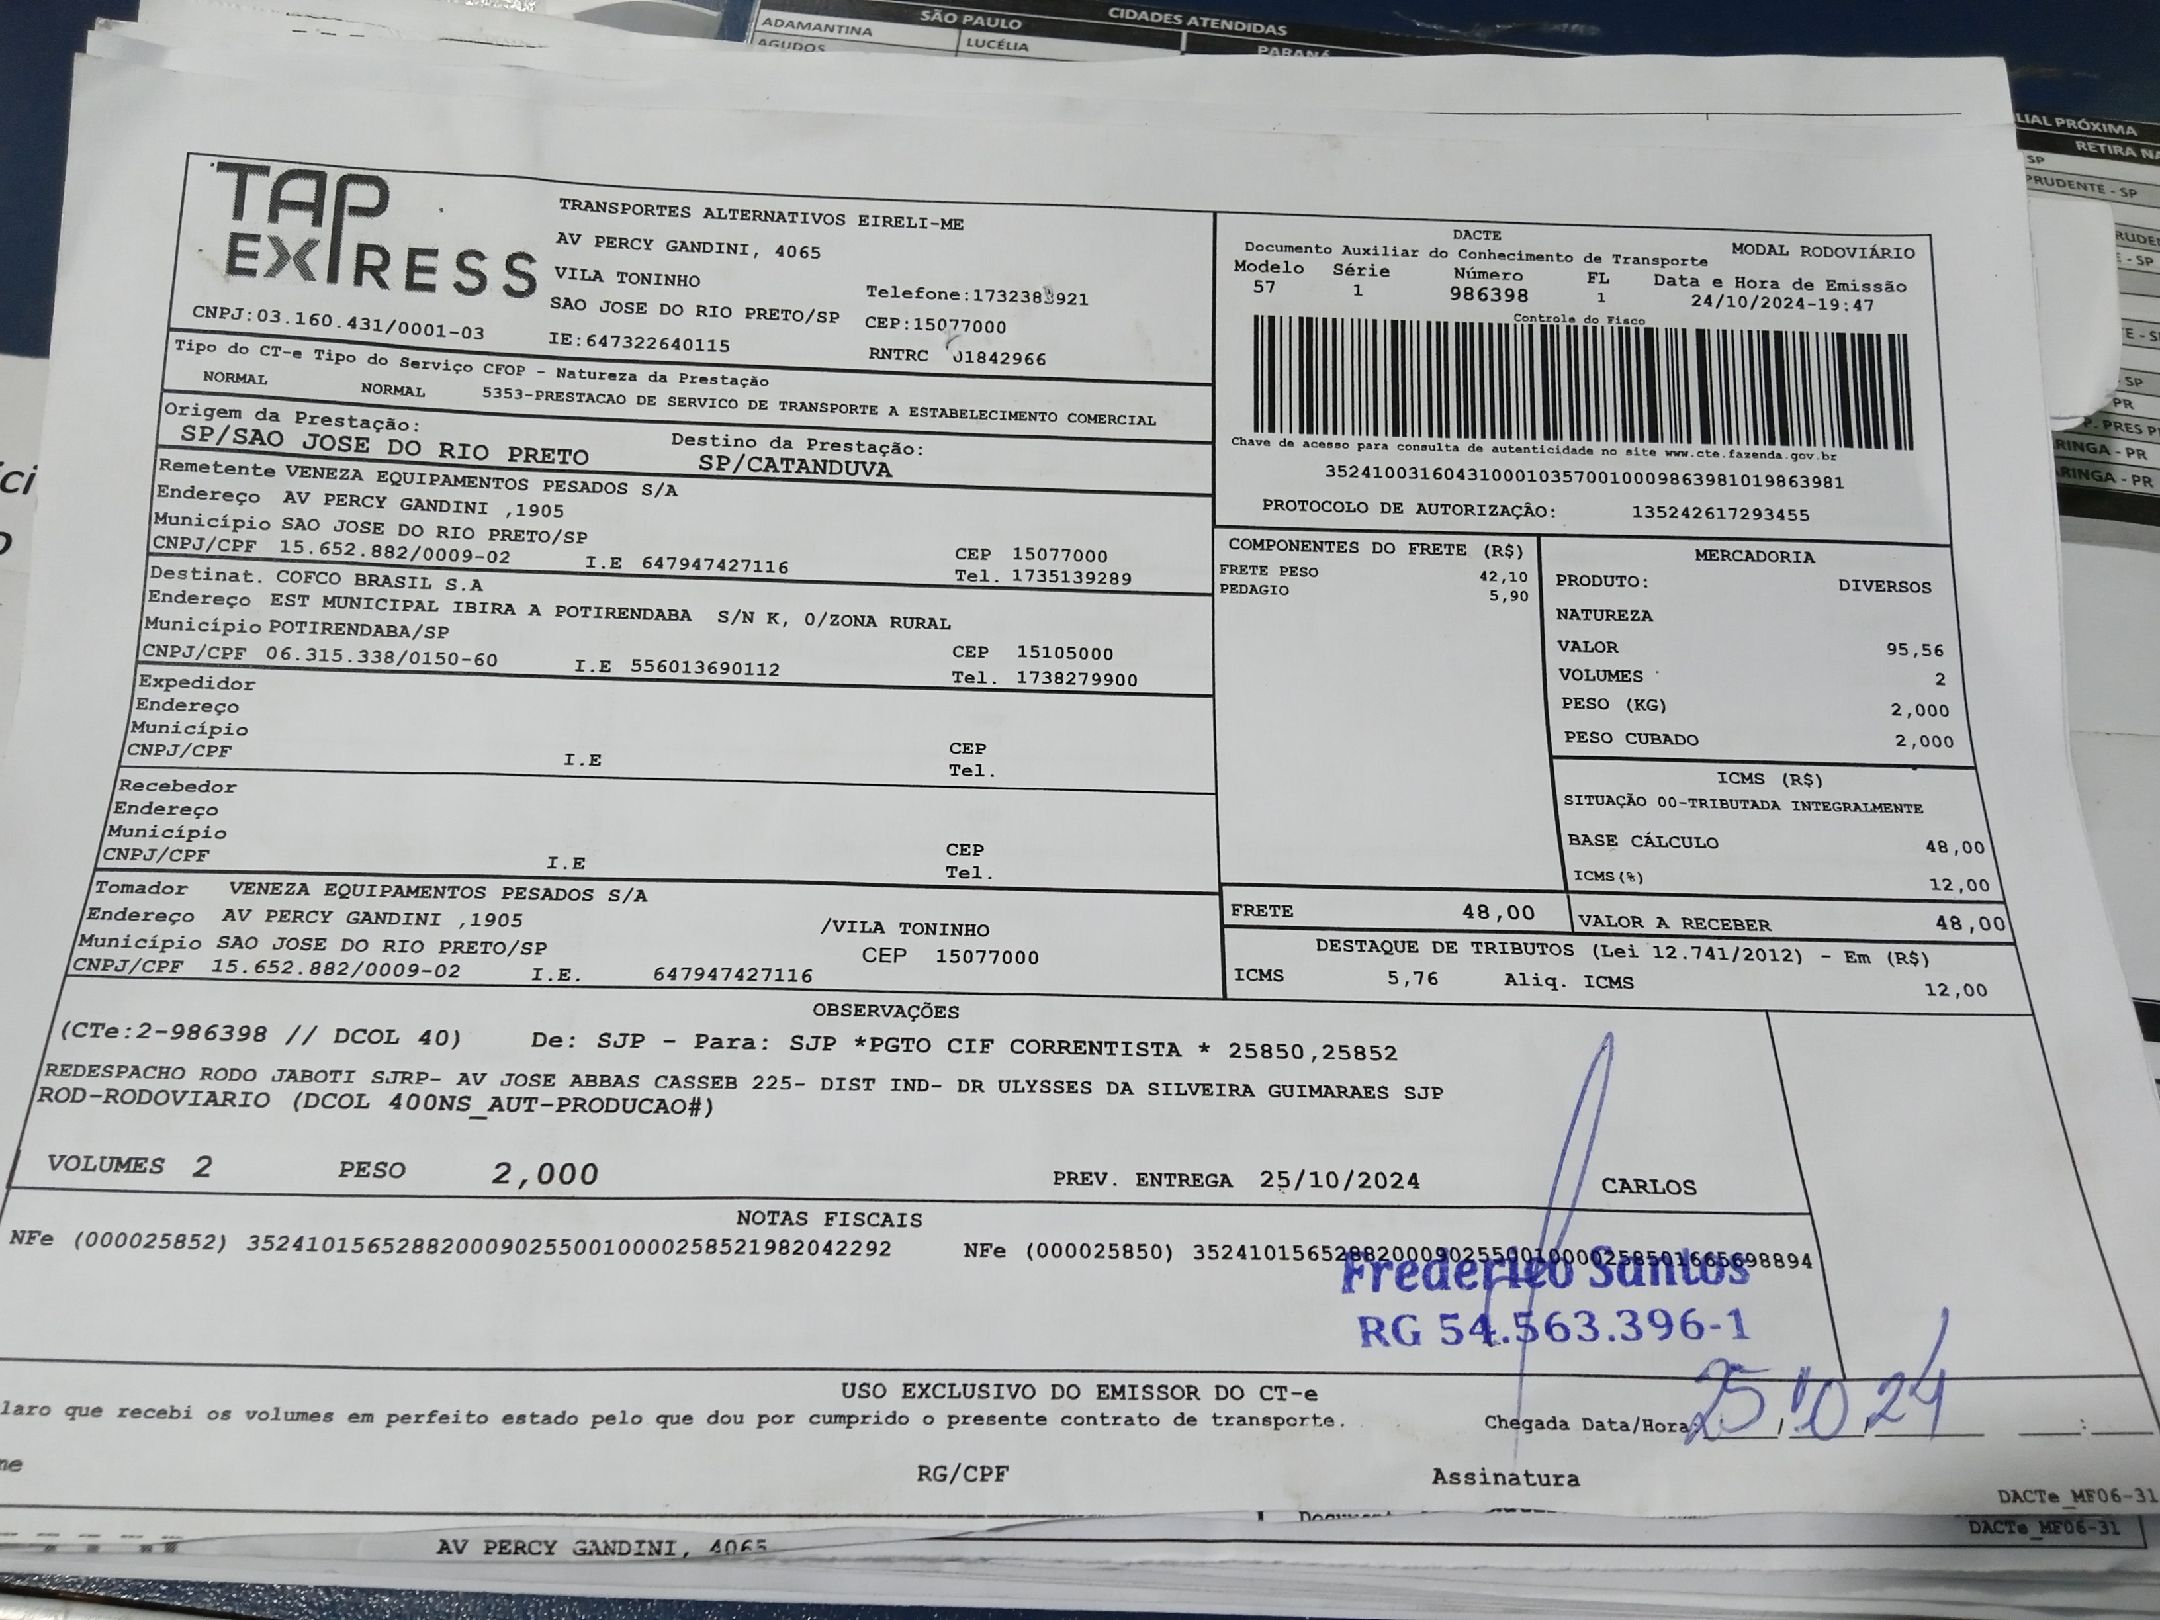 SÃO PAULO
CIDADES ATENDIDAS
ADAMANTINA
LUCÉLIA
AGUDOS
PARANÁ
LIAL PRÓXIMA
RETIRA NA
SP
PRUDENTE - SP
TAP EXPRESS
TRANSPORTES ALTERNATIVOS EIRELI-ME
AV PERCY GANDINI, 4065
VILA TONINHO
Telefone:1732383921
SAO JOSE DO RIO PRETO/SP CEP:15077000
CNPJ:03.160.431/0001-03 IE:647322640115 RNTRC 01842966
DACTE
Documento Auxiliar do Conhecimento de Transporte MODAL RODOVIÁRIO
Modelo Série Número FL Data e Hora de Emissão
57 1 986398 1 24/10/2024-19:47
Controle do Fisco
Chave de acesso para consulta de autenticidade no site www.cte.fazenda.gov.br
35241003160431000103570010009863981019863981
PROTOCOLO DE AUTORIZAÇÃO: 135242617293455
Tipo do CT-e Tipo do Serviço CFOP - Natureza da Prestação
NORMAL NORMAL 5353-PRESTACAO DE SERVICO DE TRANSPORTE A ESTABELECIMENTO COMERCIAL
Origem da Prestação: Destino da Prestação:
SP/SAO JOSE DO RIO PRETO SP/CATANDUVA
Remetente VENEZA EQUIPAMENTOS PESADOS S/A
Endereço AV PERCY GANDINI ,1905
Município SAO JOSE DO RIO PRETO/SP CEP 15077000
CNPJ/CPF 15.652.882/0009-02 I.E 647947427116 Tel. 1735139289
Destinat. COFCO BRASIL S.A
Endereço EST MUNICIPAL IBIRA A POTIRENDABA S/N K, 0/ZONA RURAL
Município POTIRENDABA/SP CEP 15105000
CNPJ/CPF 06.315.338/0150-60 I.E 556013690112 Tel. 1738279900
Expedidor
Endereço
Município CEP
CNPJ/CPF I.E Tel.
Recebedor
Endereço
Município CEP
CNPJ/CPF I.E Tel.
Tomador VENEZA EQUIPAMENTOS PESADOS S/A
Endereço AV PERCY GANDINI ,1905 /VILA TONINHO
Município SAO JOSE DO RIO PRETO/SP CEP 15077000
CNPJ/CPF 15.652.882/0009-02 I.E. 647947427116
COMPONENTES DO FRETE (R$)
FRETE PESO 42,10
PEDAGIO 5,90
MERCADORIA
PRODUTO: DIVERSOS
NATUREZA
VALOR 95,56
VOLUMES 2
PESO (KG) 2,000
PESO CUBADO 2,000
ICMS (R$)
SITUAÇÃO 00-TRIBUTADA INTEGRALMENTE
BASE CÁLCULO 48,00
ICMS(%) 12,00
FRETE 48,00 VALOR A RECEBER 48,00
DESTAQUE DE TRIBUTOS (Lei 12.741/2012) - Em (R$)
ICMS 5,76 Aliq. ICMS 12,00
OBSERVAÇÕES
(CTe:2-986398 // DCOL 40) De: SJP - Para: SJP *PGTO CIF CORRENTISTA * 25850,25852
REDESPACHO RODO JABOTI SJRP- AV JOSE ABBAS CASSEB 225- DIST IND- DR ULYSSES DA SILVEIRA GUIMARAES SJP
ROD-RODOVIARIO (DCOL 400NS_AUT-PRODUCAO#)
VOLUMES 2 PESO 2,000 PREV. ENTREGA 25/10/2024 CARLOS
NOTAS FISCAIS
NFe (000025852) 35241015652882000902550010000258521982042292 NFe (000025850) 35241015652882000902550010000258501665698894
Frederico Santos
RG 54.563.396-1
USO EXCLUSIVO DO EMISSOR DO CT-e
laro que recebi os volumes em perfeito estado pelo que dou por cumprido o presente contrato de transporte. Chegada Data/Hora 25/10/24 :
me RG/CPF Assinatura
DACTe_MF06-31
DACTe_MF06-31
AV PERCY GANDINI, 4065